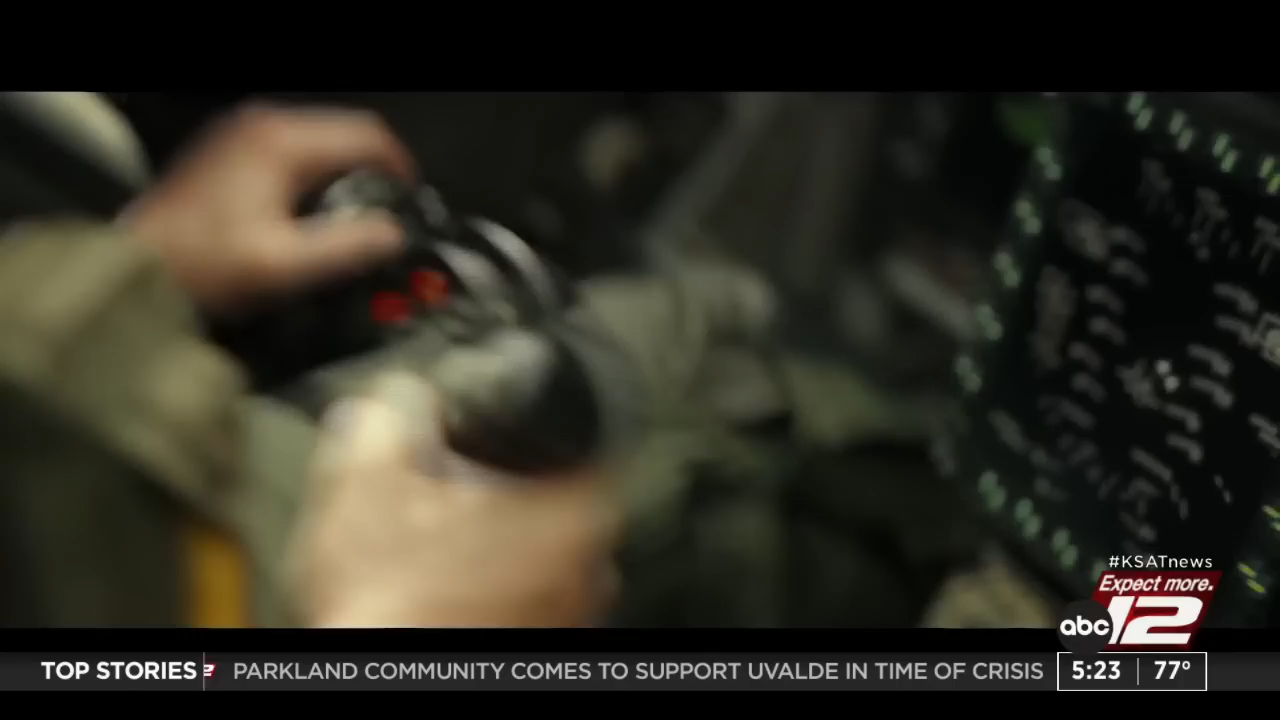 #KSATnews
Expect more.
abc 12
TOP STORIES PARKLAND COMMUNITY COMES TO SUPPORT UVALDE IN TIME OF CRISIS 5:23 77°